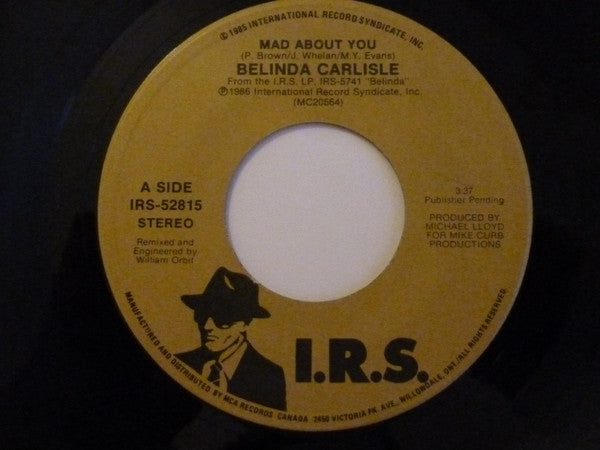 ©1985 INTERNATIONAL RECORD SYNDICATE, INC.
MAD ABOUT YOU
(P. Brown/J. Whelan/M.Y. Evans)
BELINDA CARLISLE
From the I.R.S. LP, IRS-5741 "Belinda"
℗1986 International Record Syndicate, Inc.
(MC20564)
A SIDE
IRS-52815
STEREO
Remixed and
Engineered by
William Orbit
3:37
Publisher Pending
PRODUCED BY:
MICHAEL LLOYD
FOR MIKE CURB
PRODUCTIONS
I.R.S.
MANUFACTURED AND DISTRIBUTED BY MCA RECORDS CANADA 2450 VICTORIA PK. AVE., WILLOWDALE, ONT./ALL RIGHTS RESERVED.